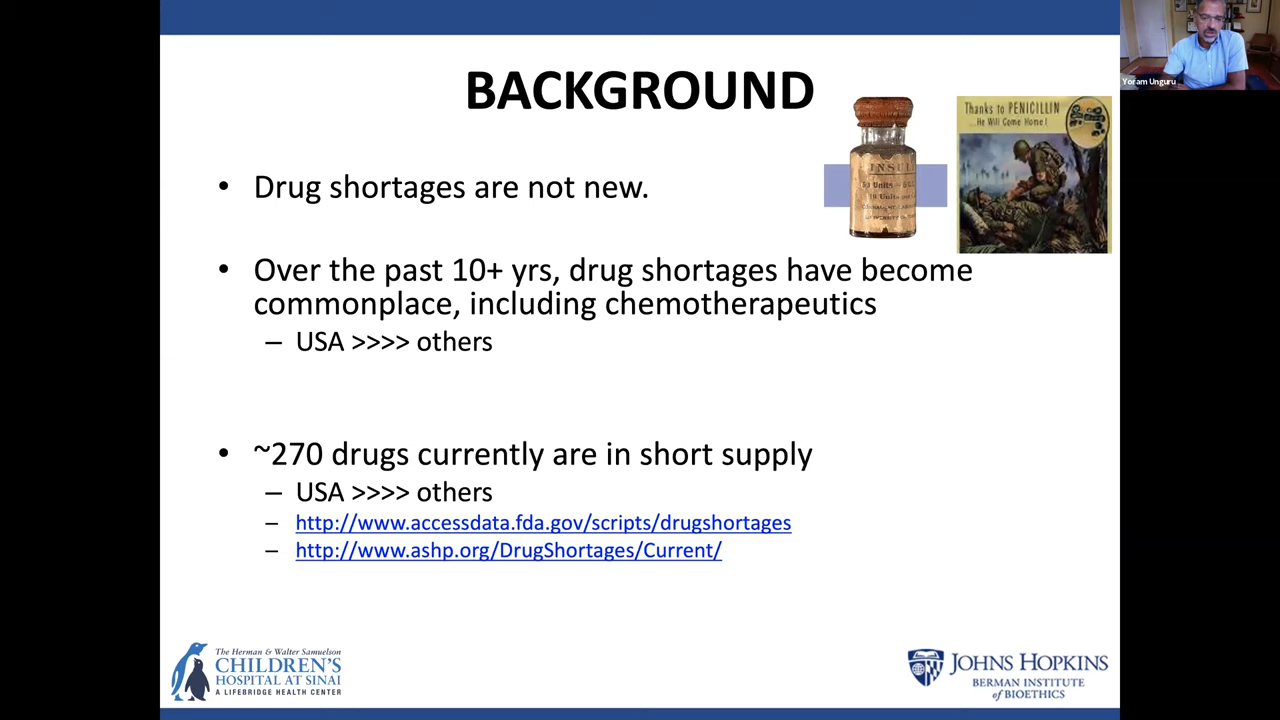 BACKGROUND
Yoram Unguru
Thanks to PENICILLIN
...He Will Come Home!
INSUL
• Drug shortages are not new.
• Over the past 10+ yrs, drug shortages have become
commonplace, including chemotherapeutics
– USA >>>> others
• ~270 drugs currently are in short supply
– USA >>>> others
– http://www.accessdata.fda.gov/scripts/drugshortages
– http://www.ashp.org/DrugShortages/Current/
The Herman & Walter Samuelson
CHILDREN'S
HOSPITAL AT SINAI
A LIFEBRIDGE HEALTH CENTER
JOHNS HOPKINS
BERMAN INSTITUTE
of BIOETHICS